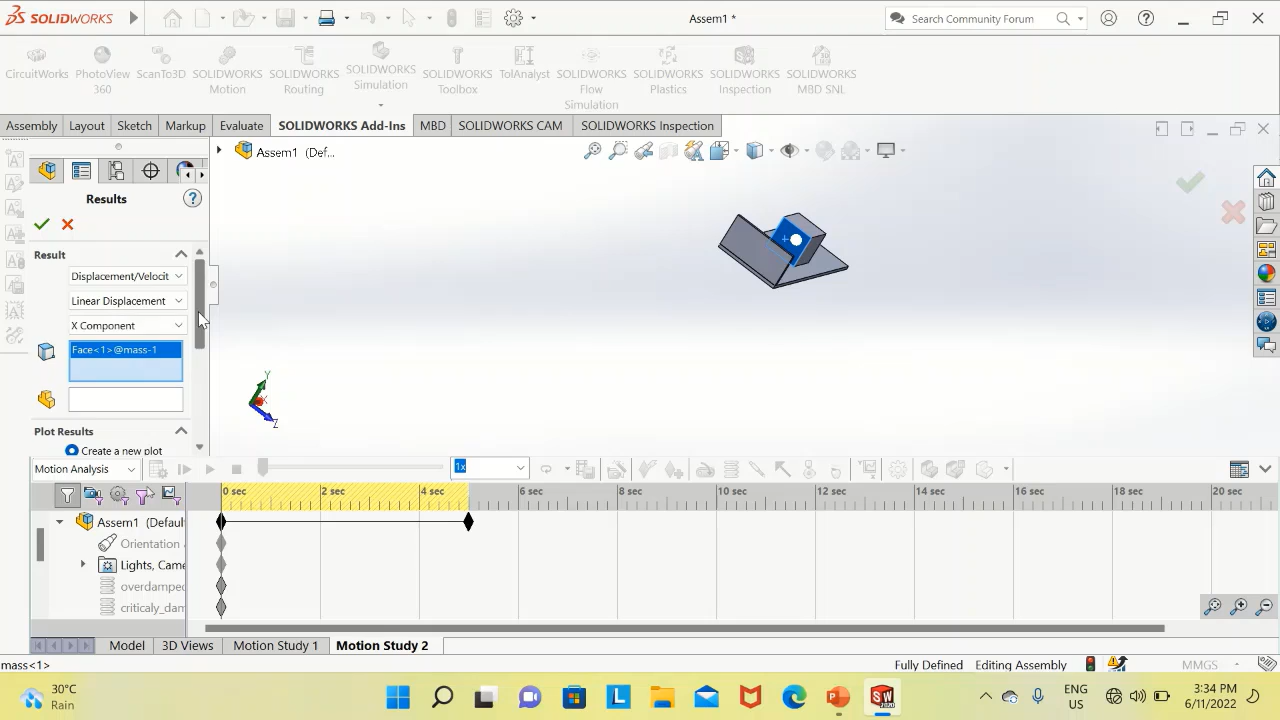 SOLIDWORKS
Assem1 *
Search Community Forum
CircuitWorks
PhotoView
360
ScanTo3D
SOLIDWORKS
Motion
SOLIDWORKS
Routing
SOLIDWORKS
Simulation
SOLIDWORKS
Toolbox
TolAnalyst
SOLIDWORKS
Flow
Simulation
SOLIDWORKS
Plastics
SOLIDWORKS
Inspection
SOLIDWORKS
MBD SNL
Assembly
Layout
Sketch
Markup
Evaluate
SOLIDWORKS Add-Ins
MBD
SOLIDWORKS CAM
SOLIDWORKS Inspection
Assem1 (Def...
Results
Result
Displacement/Velocit
Linear Displacement
X Component
Face<1>@mass-1
Plot Results
Create a new plot
Y
X
Z
Motion Analysis
1x
0 sec
2 sec
4 sec
6 sec
8 sec
10 sec
12 sec
14 sec
16 sec
18 sec
20 sec
Assem1 (Default
Orientation
Lights, Came
overdamped
criticaly_dam
Model
3D Views
Motion Study 1
Motion Study 2
mass<1>
Fully Defined
Editing Assembly
MMGS
30°C
Rain
ENG
US
3:34 PM
6/11/2022